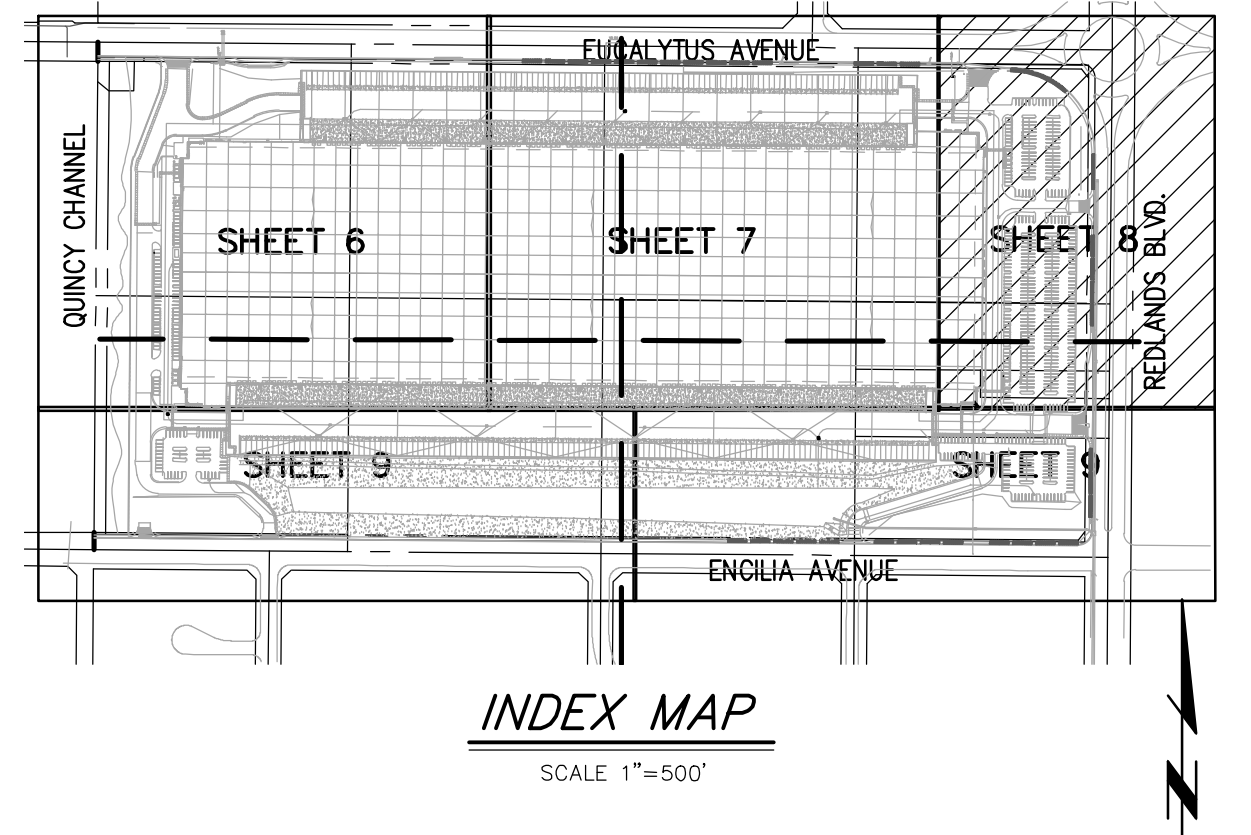 EUCALYTUS AVENUE
QUINCY CHANNEL
SHEET 6
SHEET 7
SHEET 8
REDLANDS BLVD.
SHEET 9
SHEET 9
ENCILIA AVENUE
INDEX MAP
SCALE 1"=500'
N